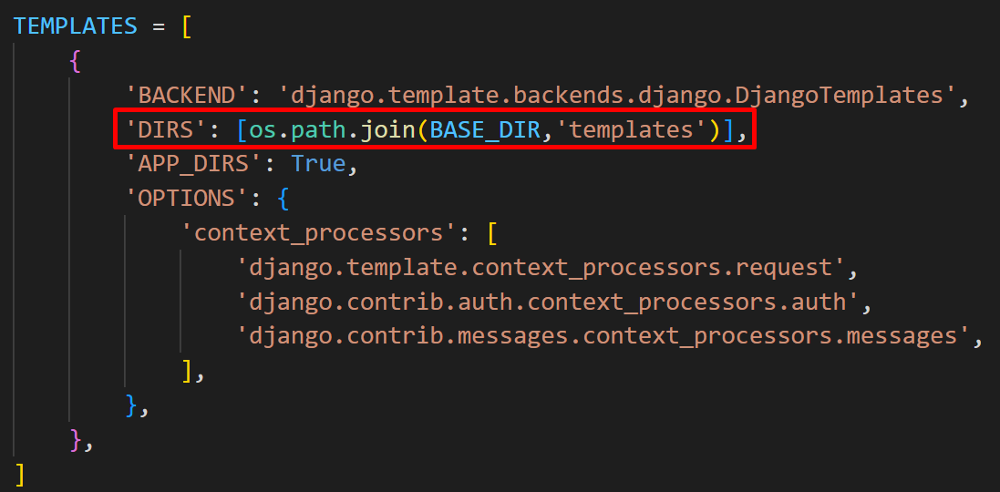 TEMPLATES = [
    {
        'BACKEND': 'django.template.backends.django.DjangoTemplates',
        'DIRS': [os.path.join(BASE_DIR,'templates')],
        'APP_DIRS': True,
        'OPTIONS': {
            'context_processors': [
                'django.template.context_processors.request',
                'django.contrib.auth.context_processors.auth',
                'django.contrib.messages.context_processors.messages',
            ],
        },
    },
]